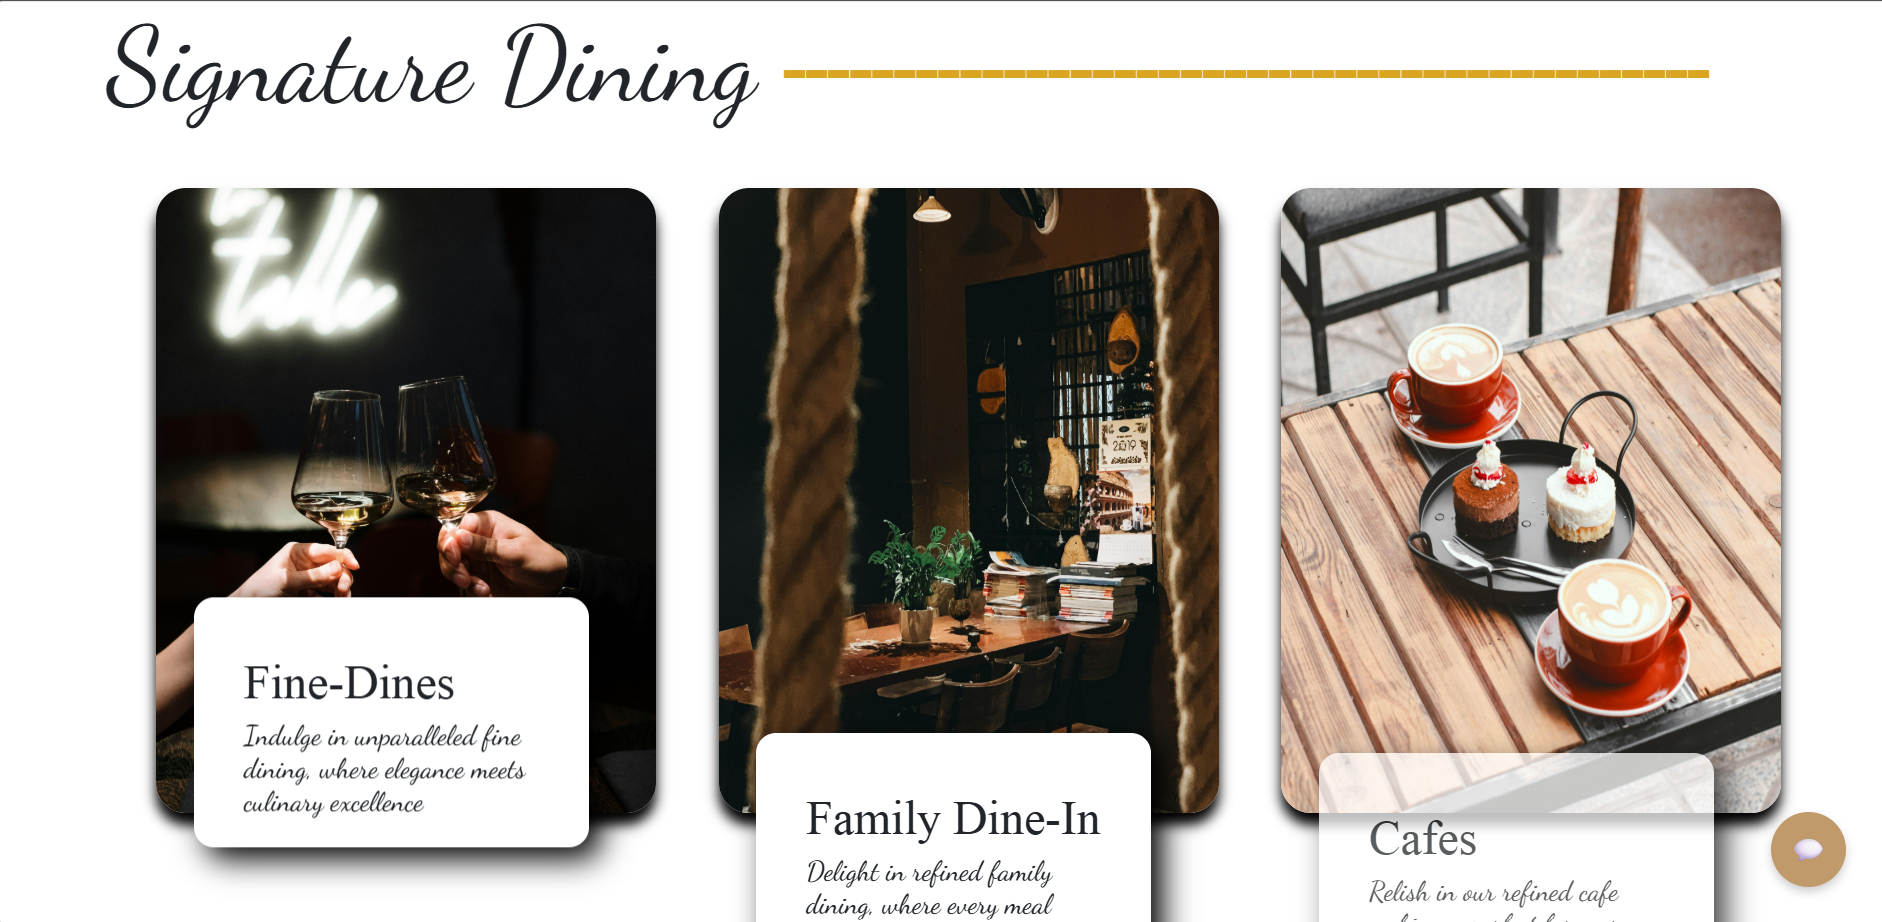 Signature Dining
Fine-Dines
Indulge in unparalleled fine
dining, where elegance meets
culinary excellence
2019
Family Dine-In
Delight in refined family
dining, where every meal
Cafes
Relish in our refined cafe